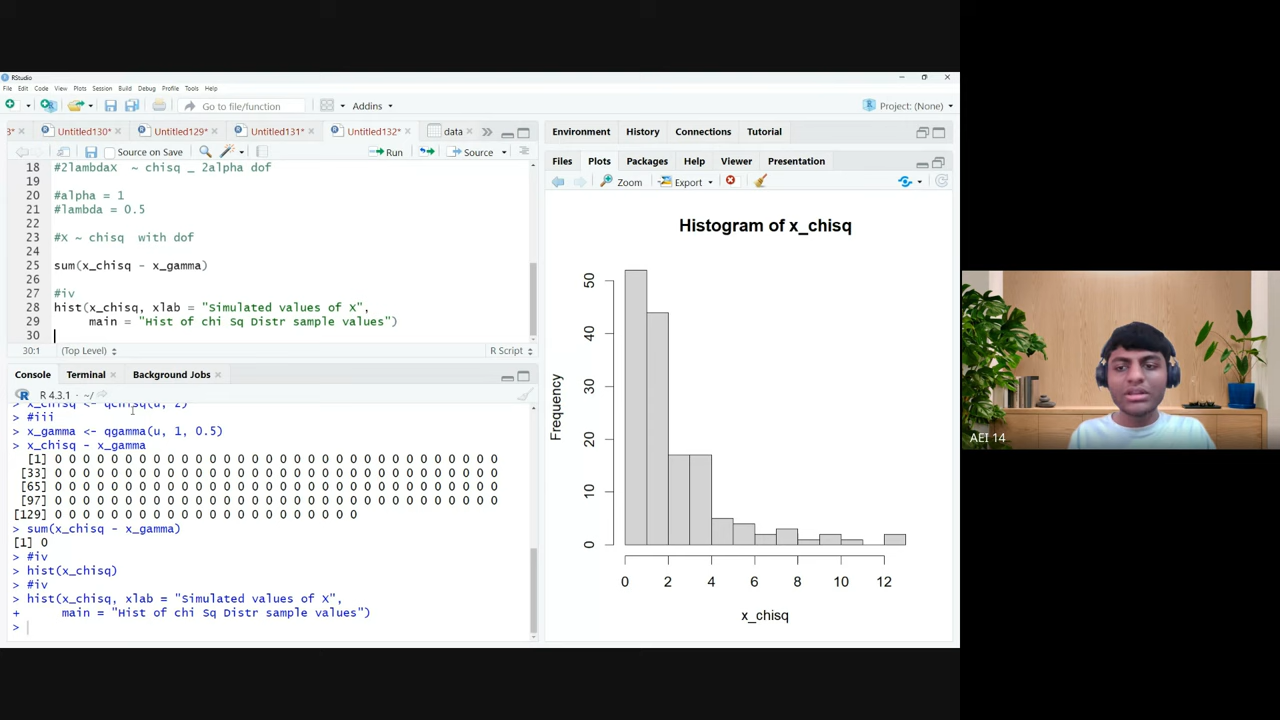 RStudio
File Edit Code View Plots Session Build Debug Profile Tools Help
Go to file/function
Addins
Project: (None)
3* Untitled130* Untitled129* Untitled131* Untitled132* data
Source on Save
Run
Source
18 #2lambdaX ~ chisq _ 2alpha dof
19
20 #alpha = 1
21 #lambda = 0.5
22
23 #X ~ chisq with dof
24
25 sum(x_chisq - x_gamma)
26
27 #iv
28 hist(x_chisq, xlab = "Simulated values of X",
29 main = "Hist of chi Sq Distr sample values")
30
30:1 (Top Level) R Script
Console Terminal Background Jobs
R 4.3.1 · ~/
> x_chisq <- qchisq(u, 2)
> #iii
> x_gamma <- qgamma(u, 1, 0.5)
> x_chisq - x_gamma
[1] 0 0 0 0 0 0 0 0 0 0 0 0 0 0 0 0 0 0 0 0 0 0 0 0 0 0 0 0 0 0 0 0
[33] 0 0 0 0 0 0 0 0 0 0 0 0 0 0 0 0 0 0 0 0 0 0 0 0 0 0 0 0 0 0 0 0
[65] 0 0 0 0 0 0 0 0 0 0 0 0 0 0 0 0 0 0 0 0 0 0 0 0 0 0 0 0 0 0 0 0
[97] 0 0 0 0 0 0 0 0 0 0 0 0 0 0 0 0 0 0 0 0 0 0 0 0 0 0 0 0 0 0 0 0
[129] 0 0 0 0 0 0 0 0 0 0 0 0 0 0 0 0 0 0 0 0 0 0
> sum(x_chisq - x_gamma)
[1] 0
> #iv
> hist(x_chisq)
> #iv
> hist(x_chisq, xlab = "Simulated values of X",
+ main = "Hist of chi Sq Distr sample values")
>
Environment History Connections Tutorial
Files Plots Packages Help Viewer Presentation
Zoom Export
Histogram of x_chisq
Frequency
50
40
30
20
10
0
0 2 4 6 8 10 12
x_chisq
AEI 14